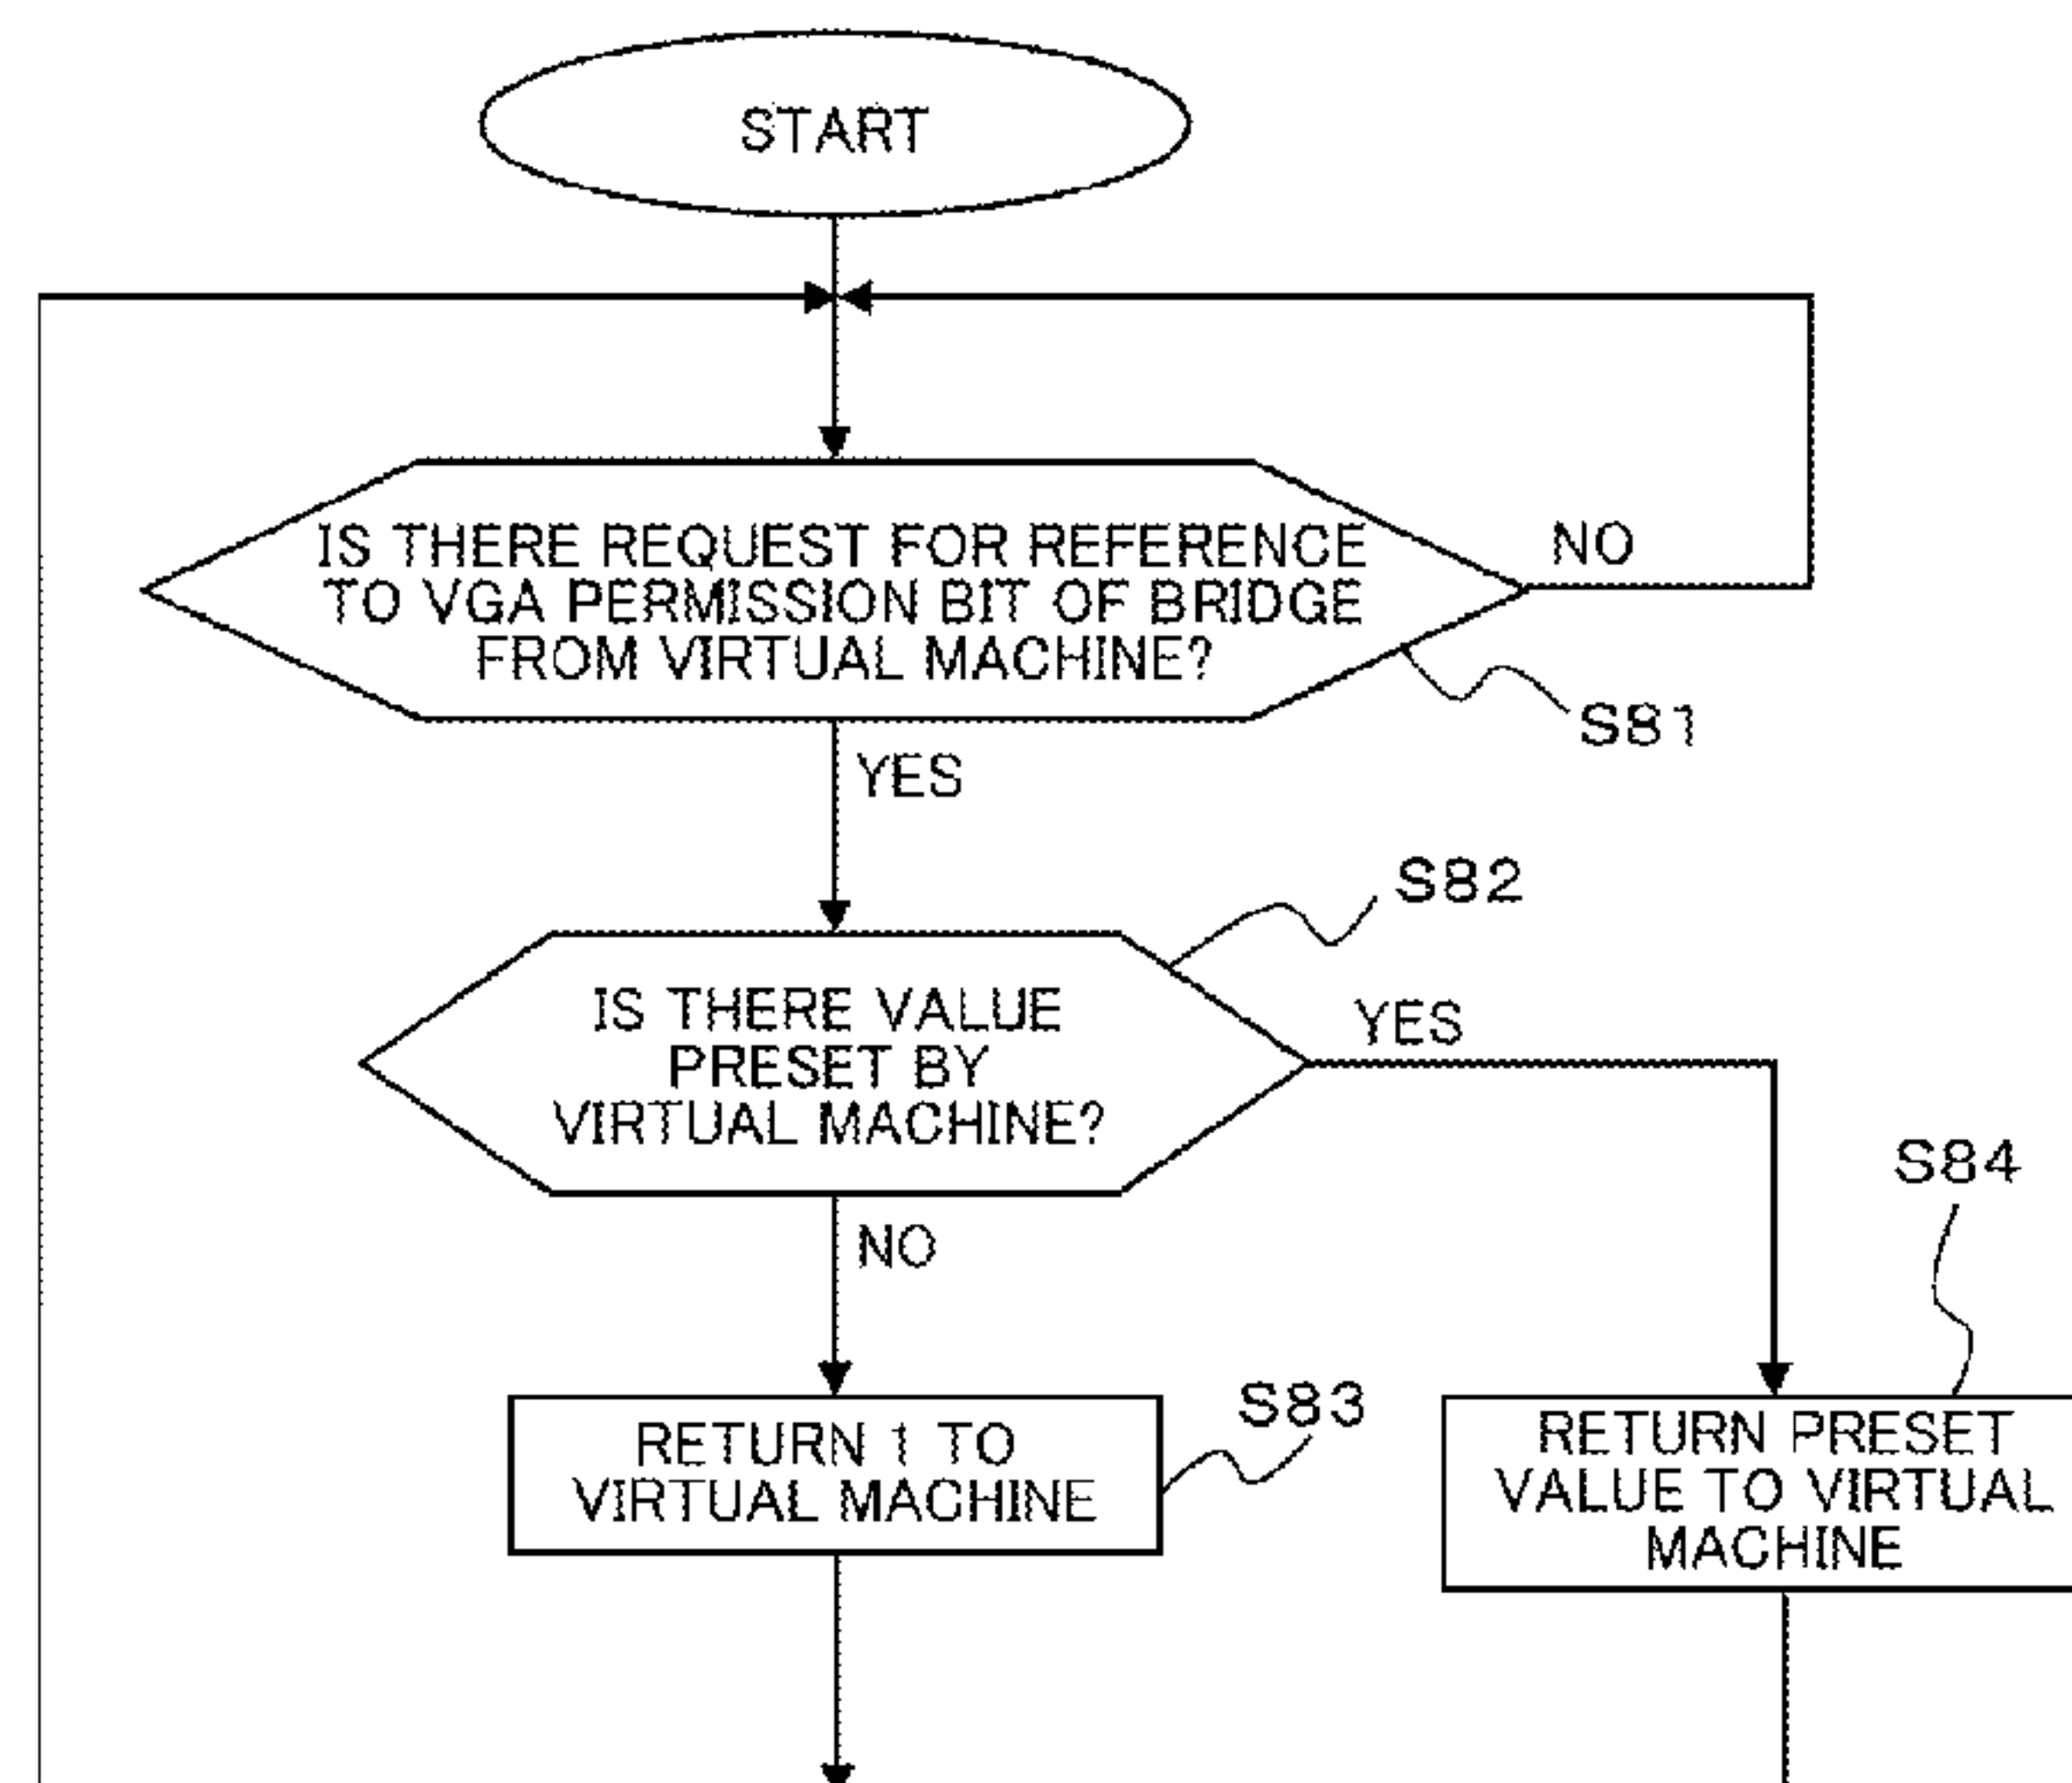 START
IS THERE REQUEST FOR REFERENCE
TO VGA PERMISSION BIT OF BRIDGE
FROM VIRTUAL MACHINE?
NO
S81
YES
S82
IS THERE VALUE
PRESET BY
VIRTUAL MACHINE?
YES
NO
S84
S83
RETURN 1 TO
VIRTUAL MACHINE
RETURN PRESET
VALUE TO VIRTUAL
MACHINE